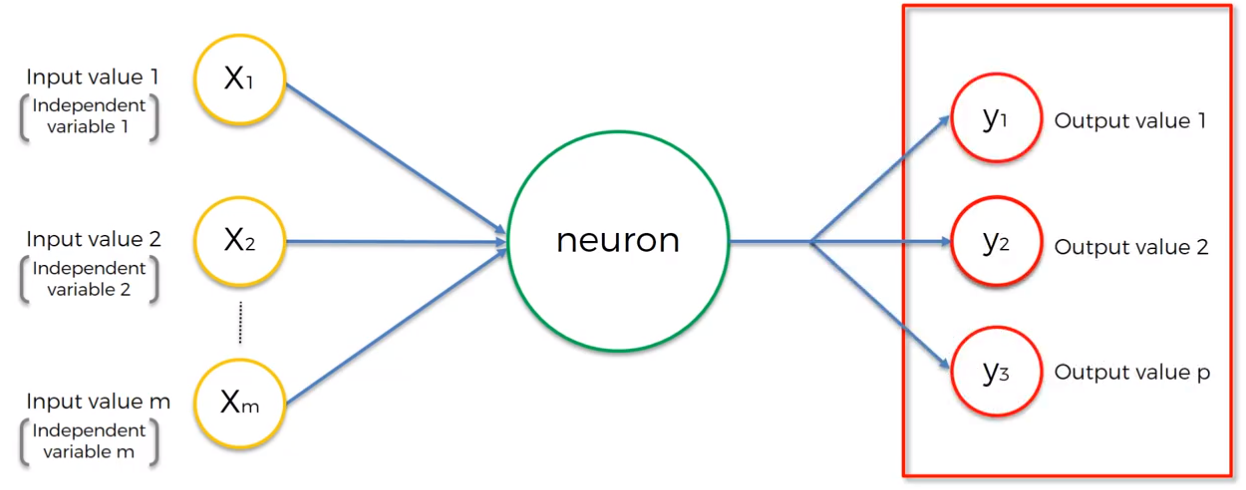 Input value 1
Independent
variable 1
X1
Input value 2
Independent
variable 2
X2
Input value m
Independent
variable m
Xm
neuron
y1
Output value 1
y2
Output value 2
y3
Output value p